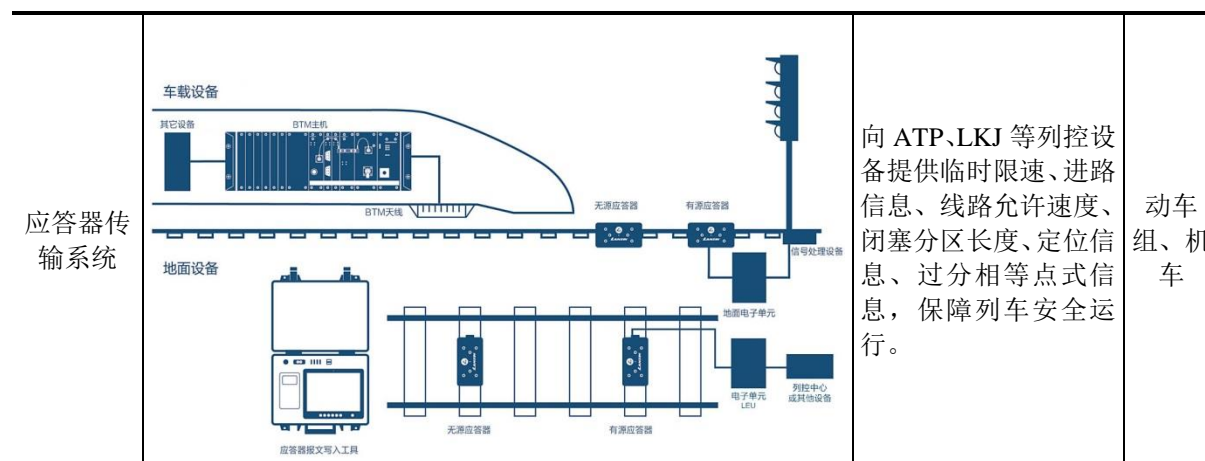 应答器传
输系统
车载设备
其它设备
BTM主机
BTM天线
无源应答器
有源应答器
信号处理设备
地面设备
地面电子单元
电子单元
LEU
列控中心
或其他设备
无源应答器
有源应答器
应答器报文写入工具
向 ATP、LKJ 等列控设
备提供临时限速、进路
信息、线路允许速度、
闭塞分区长度、定位信
息、过分相等点式信
息，保障列车安全运
行。
动车
组、机
车